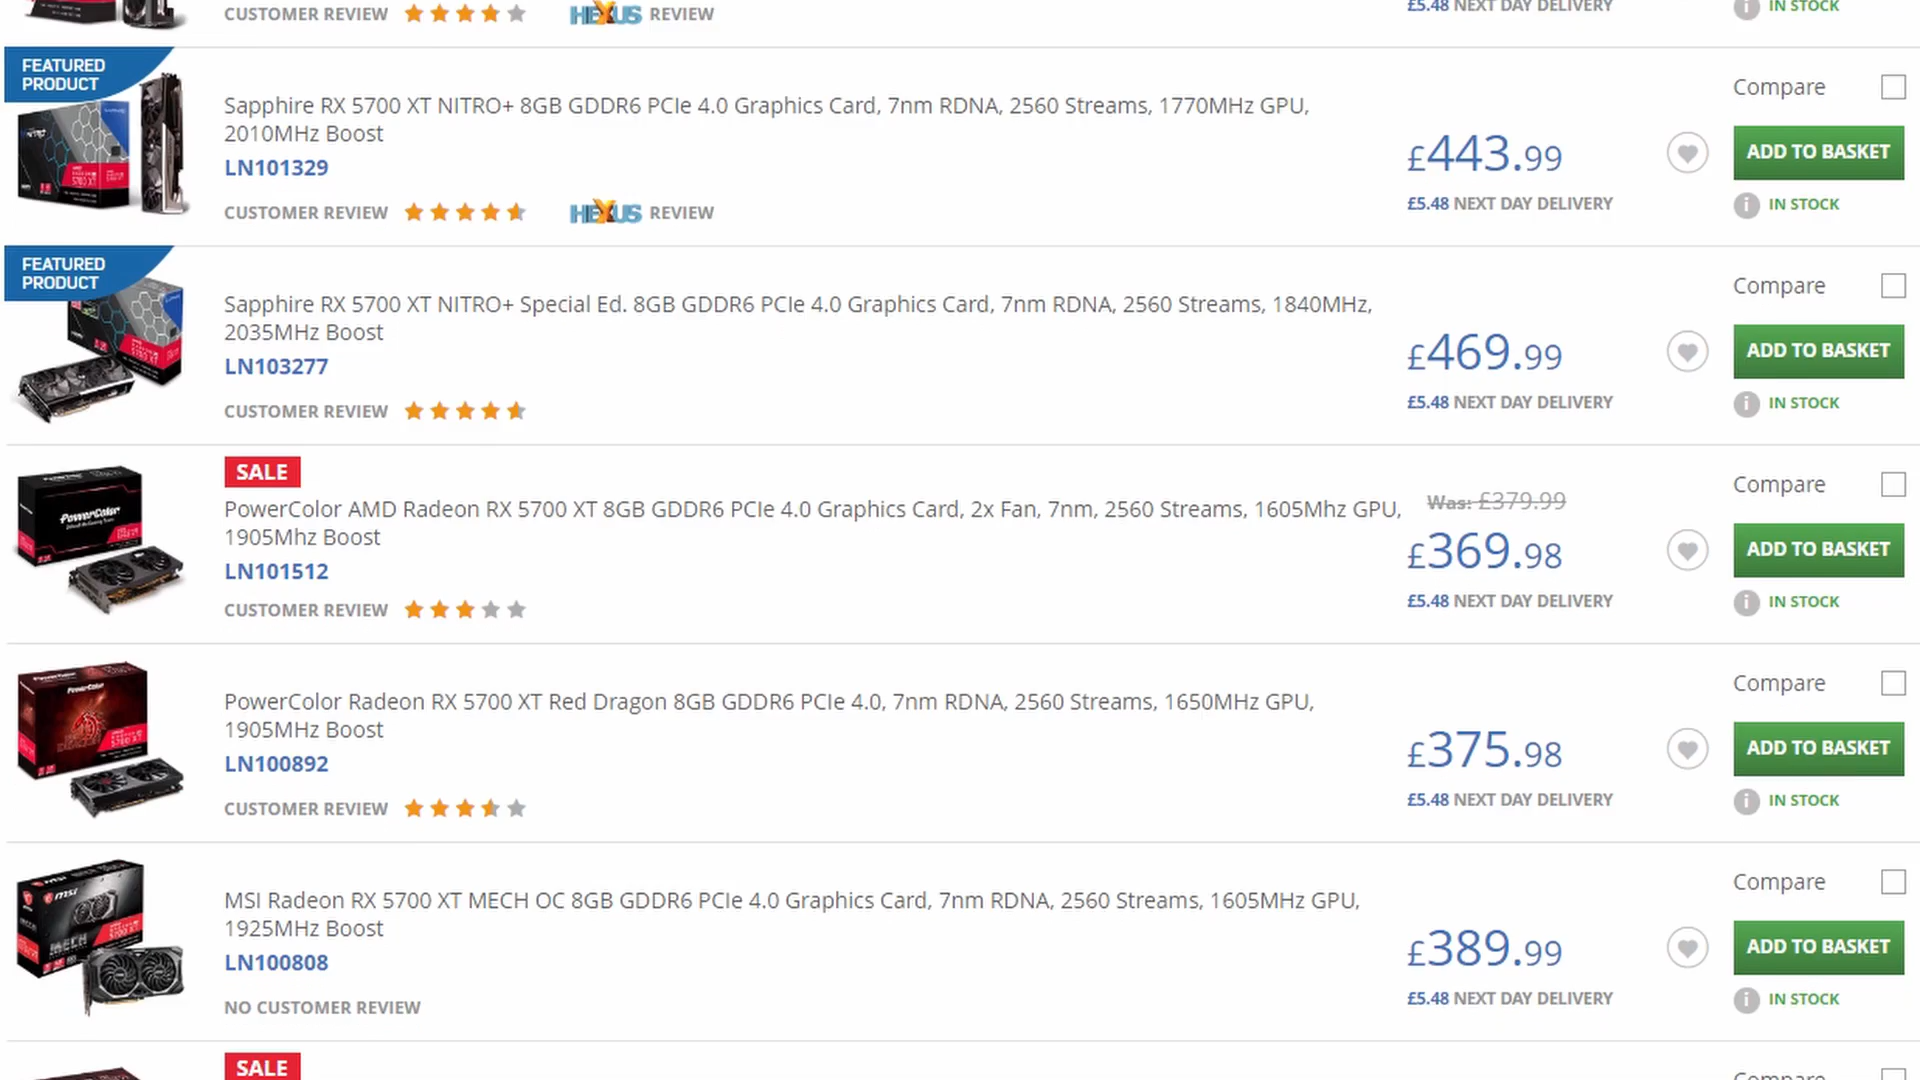 CUSTOMER REVIEW HEXUS REVIEW £5.48 NEXT DAY DELIVERY i IN STOCK
FEATURED
PRODUCT
Sapphire RX 5700 XT NITRO+ 8GB GDDR6 PCIe 4.0 Graphics Card, 7nm RDNA, 2560 Streams, 1770MHz GPU,
2010MHz Boost
LN101329
CUSTOMER REVIEW HEXUS REVIEW
£443.99
£5.48 NEXT DAY DELIVERY
Compare
ADD TO BASKET
i IN STOCK
FEATURED
PRODUCT
Sapphire RX 5700 XT NITRO+ Special Ed. 8GB GDDR6 PCIe 4.0 Graphics Card, 7nm RDNA, 2560 Streams, 1840MHz,
2035MHz Boost
LN103277
CUSTOMER REVIEW
£469.99
£5.48 NEXT DAY DELIVERY
Compare
ADD TO BASKET
i IN STOCK
PowerColor
SALE
PowerColor AMD Radeon RX 5700 XT 8GB GDDR6 PCIe 4.0 Graphics Card, 2x Fan, 7nm, 2560 Streams, 1605Mhz GPU,
1905Mhz Boost
LN101512
CUSTOMER REVIEW
Was: £379.99
£369.98
£5.48 NEXT DAY DELIVERY
Compare
ADD TO BASKET
i IN STOCK
PowerColor
PowerColor Radeon RX 5700 XT Red Dragon 8GB GDDR6 PCIe 4.0, 7nm RDNA, 2560 Streams, 1650MHz GPU,
1905MHz Boost
LN100892
CUSTOMER REVIEW
£375.98
£5.48 NEXT DAY DELIVERY
Compare
ADD TO BASKET
i IN STOCK
msi
MECH
MSI Radeon RX 5700 XT MECH OC 8GB GDDR6 PCIe 4.0 Graphics Card, 7nm RDNA, 2560 Streams, 1605MHz GPU,
1925MHz Boost
LN100808
NO CUSTOMER REVIEW
£389.99
£5.48 NEXT DAY DELIVERY
Compare
ADD TO BASKET
i IN STOCK
SALE
Compare